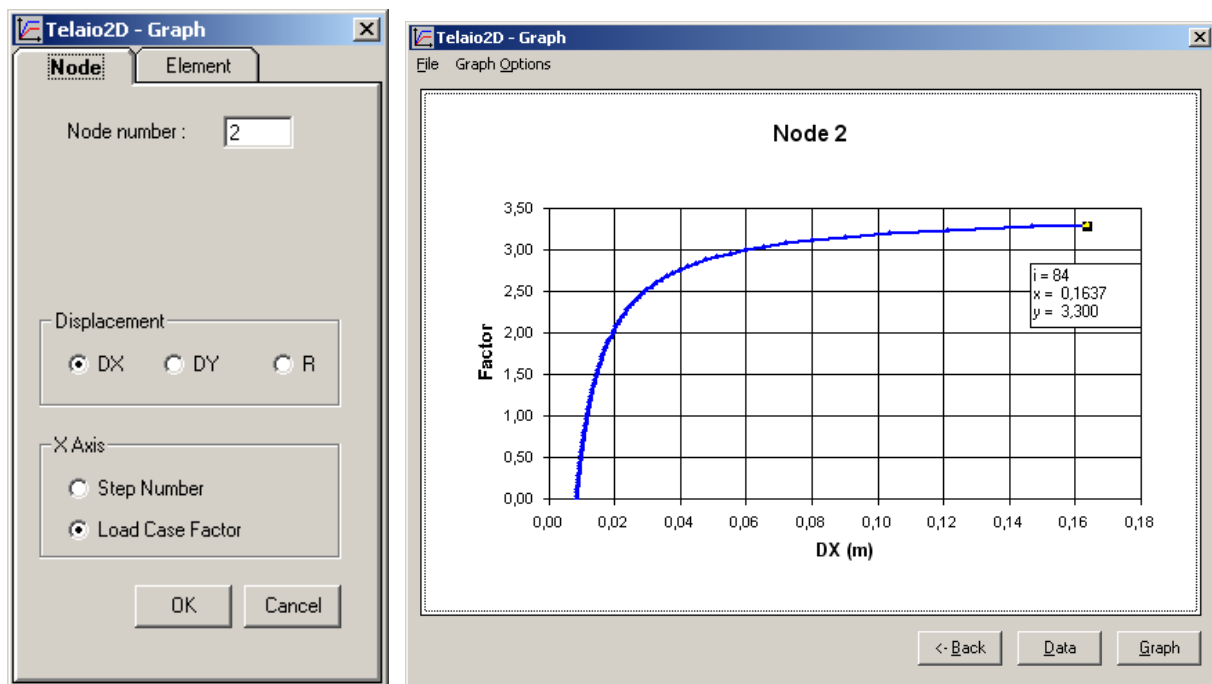 Telaio2D - Graph
Node
Element
Node number :
2
Displacement
DX
DY
R
X Axis
Step Number
Load Case Factor
OK
Cancel
Telaio2D - Graph
File Graph Options
Node 2
3,50
3,00
2,50
2,00
1,50
1,00
0,50
0,00
Factor
i = 84
x = 0,1637
y = 3,300
0,00 0,02 0,04 0,06 0,08 0,10 0,12 0,14 0,16 0,18
DX (m)
<- Back
Data
Graph